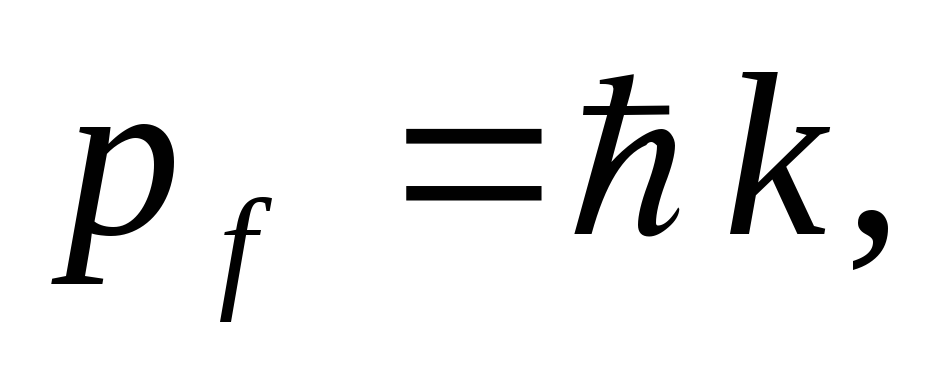 p_f = ℏk,